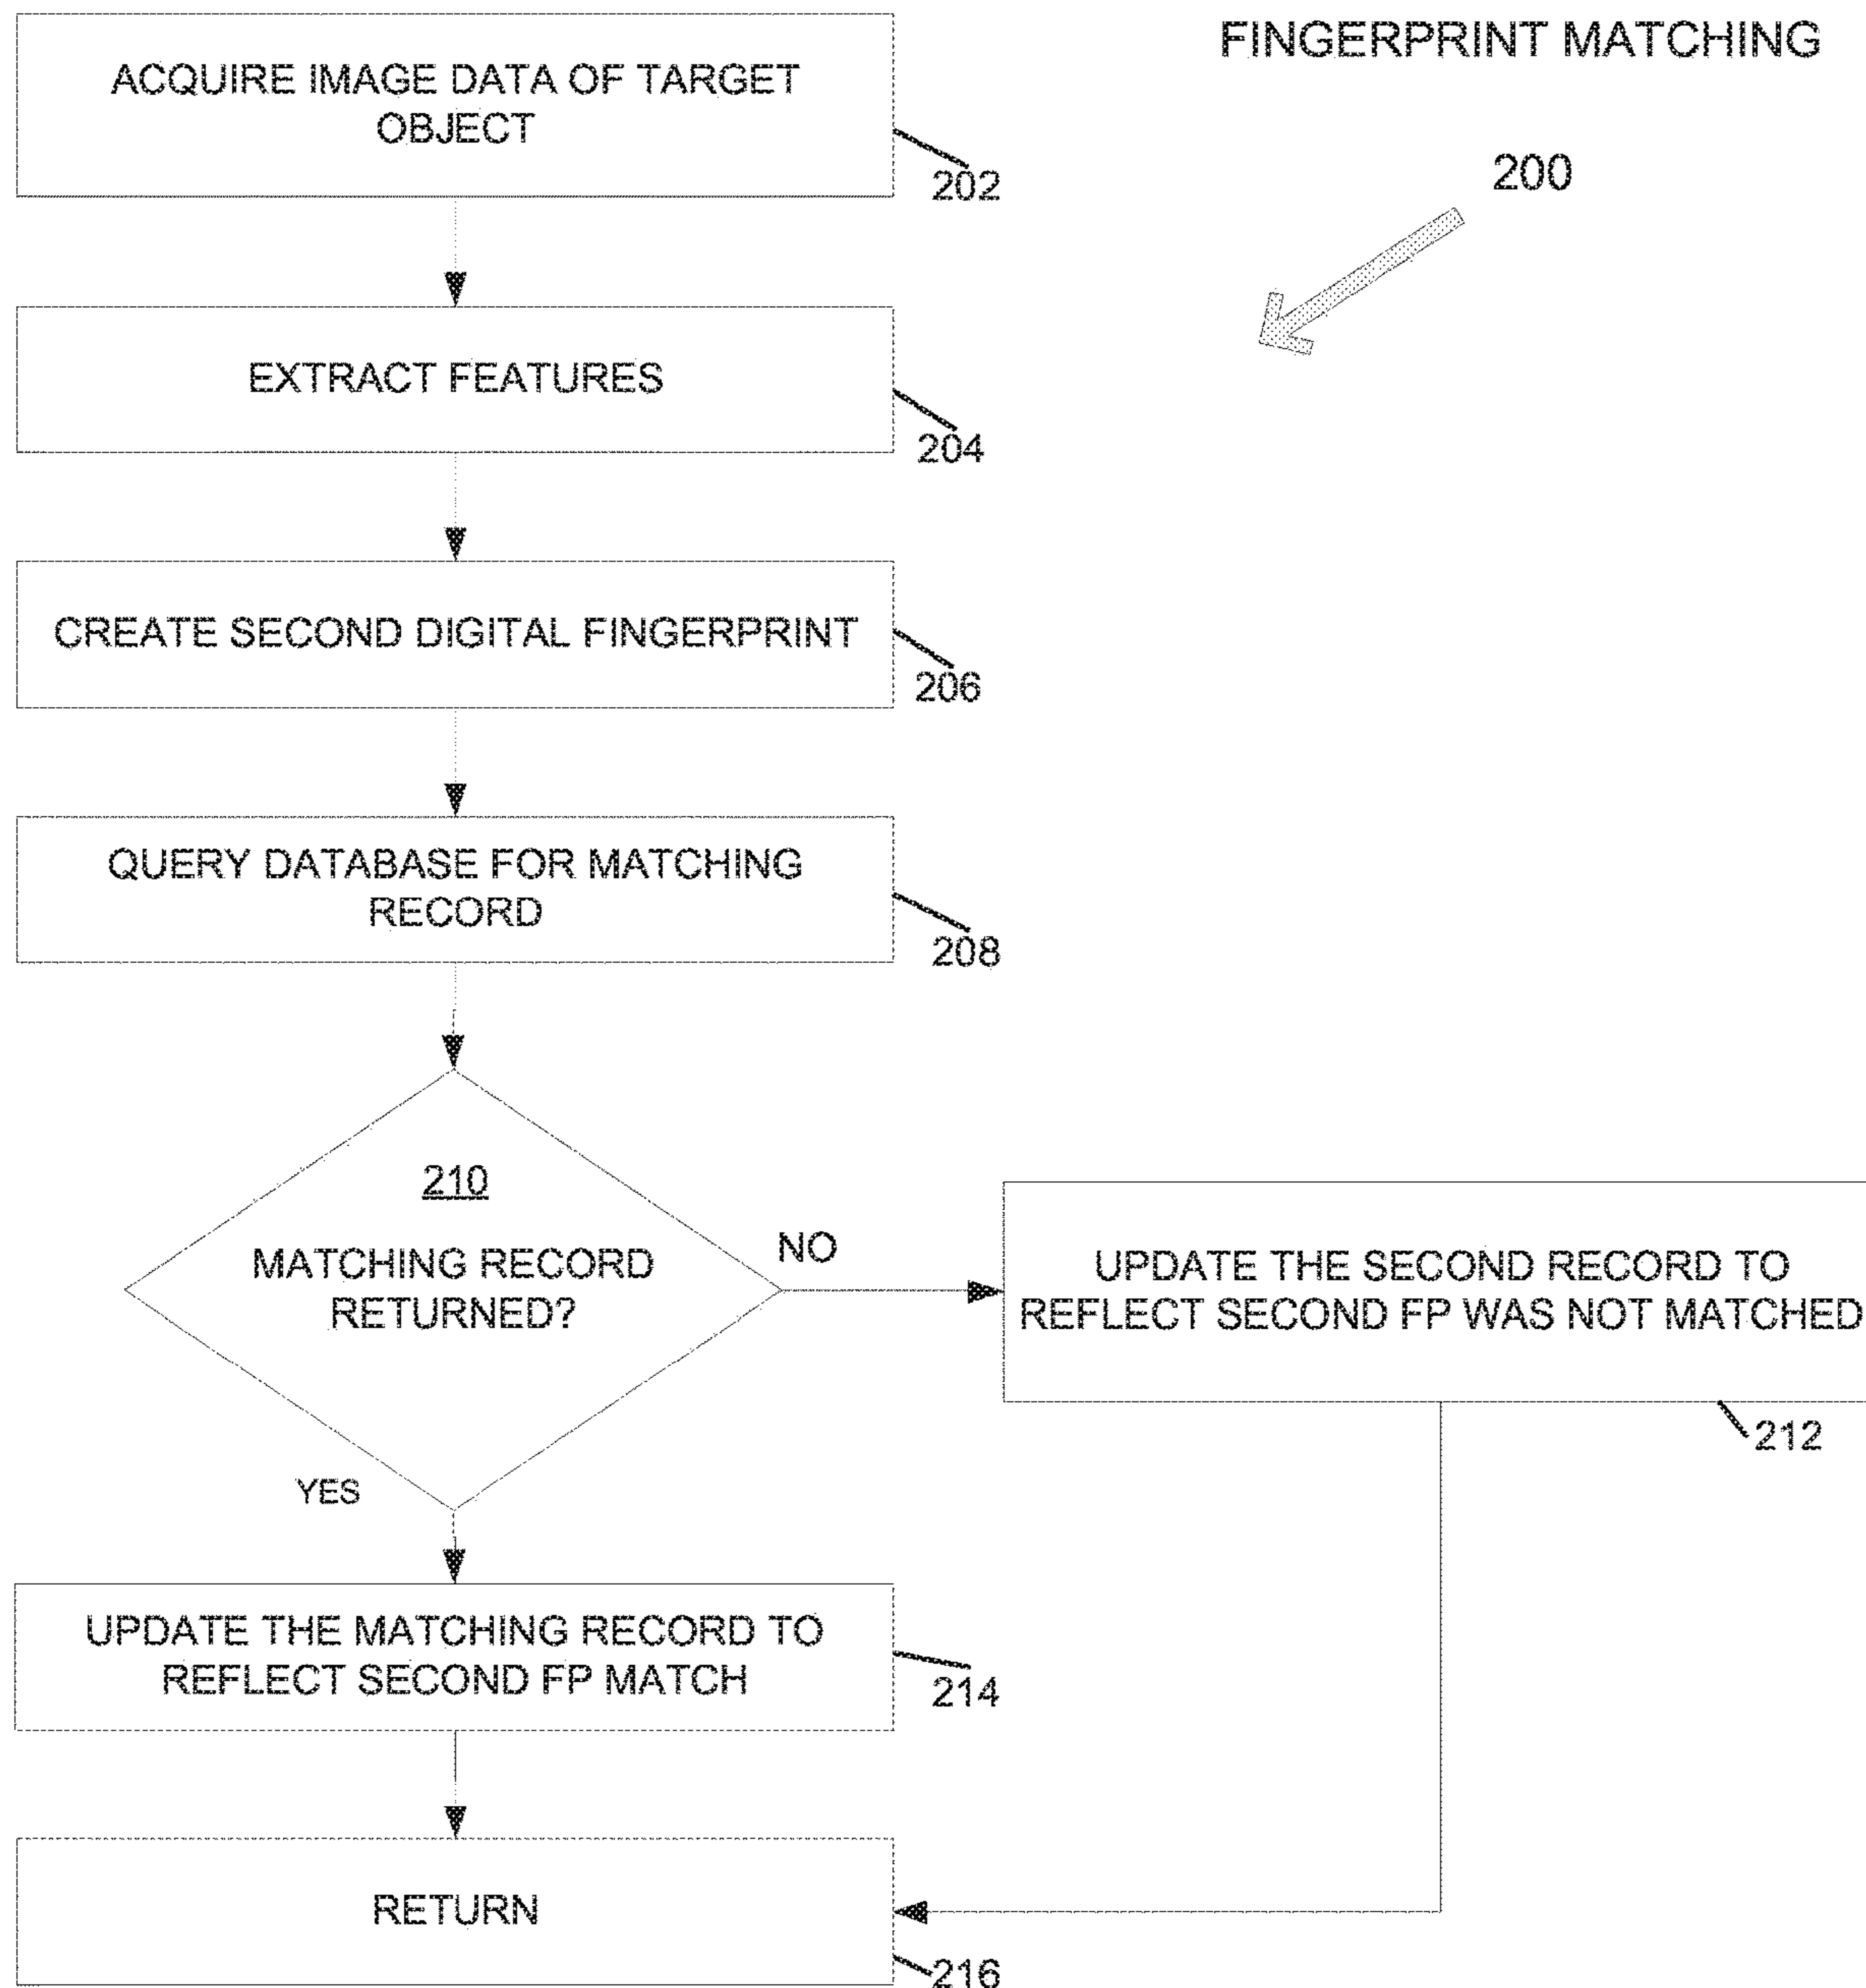 FINGERPRINT MATCHING
200
ACQUIRE IMAGE DATA OF TARGET
OBJECT
202
EXTRACT FEATURES
204
CREATE SECOND DIGITAL FINGERPRINT
206
QUERY DATABASE FOR MATCHING
RECORD
208
210
MATCHING RECORD
RETURNED?
NO
UPDATE THE SECOND RECORD TO
REFLECT SECOND FP WAS NOT MATCHED
212
YES
UPDATE THE MATCHING RECORD TO
REFLECT SECOND FP MATCH
214
RETURN
216